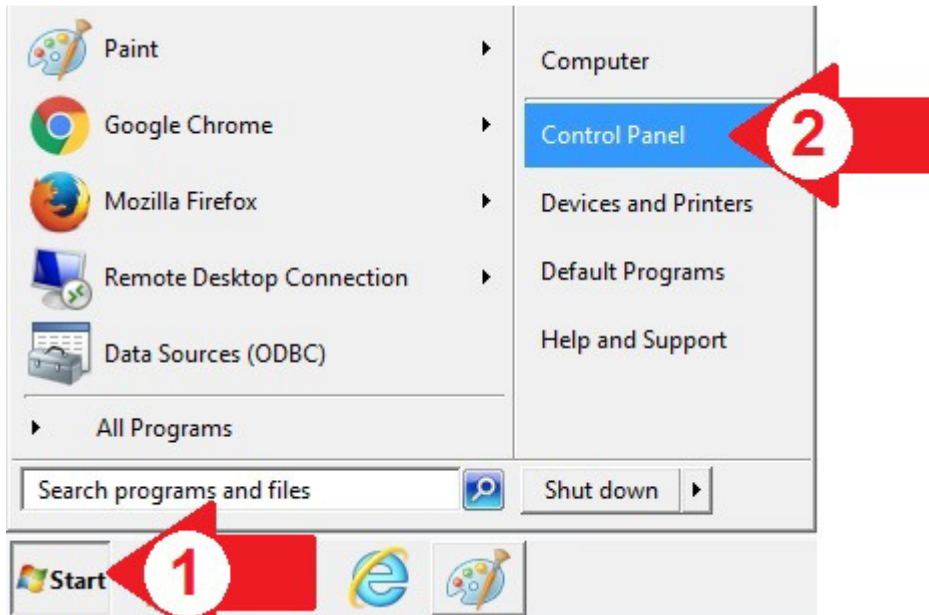 Paint
Google Chrome
Mozilla Firefox
Remote Desktop Connection
Data Sources (ODBC)
All Programs
Search programs and files
Computer
Control Panel
2
Devices and Printers
Default Programs
Help and Support
Shut down
Start
1